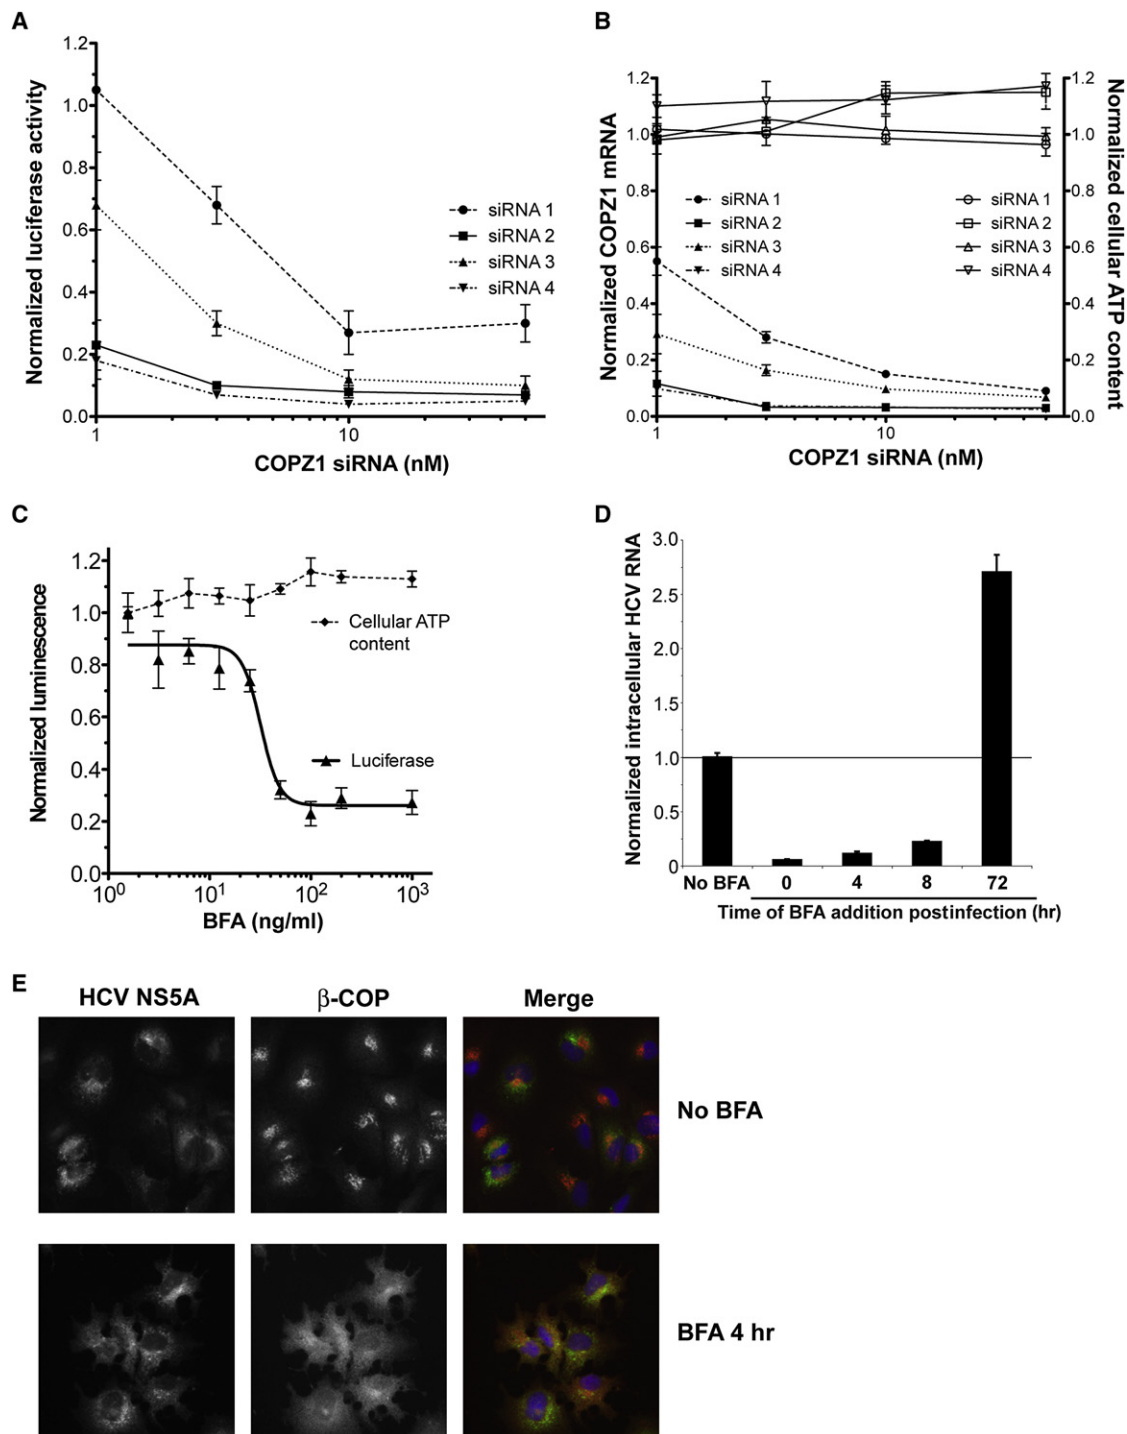 A
1.2
1.0
0.8
0.6
0.4
0.2
0.0
Normalized luciferase activity
siRNA 1
siRNA 2
siRNA 3
siRNA 4
1
10
COPZ1 siRNA (nM)
B
1.2
1.0
0.8
0.6
0.4
0.2
0.0
Normalized COPZ1 mRNA
siRNA 1
siRNA 2
siRNA 3
siRNA 4
siRNA 1
siRNA 2
siRNA 3
siRNA 4
1.2
1.0
0.8
0.6
0.4
0.2
0.0
Normalized cellular ATP content
1
10
COPZ1 siRNA (nM)
C
1.2
1.0
0.8
0.6
0.4
0.2
0.0
Normalized luminescence
Cellular ATP
content
Luciferase
10⁰
10¹
10²
10³
BFA (ng/ml)
D
3.0
2.5
2.0
1.5
1.0
0.5
0
Normalized intracellular HCV RNA
No BFA
0
4
8
72
Time of BFA addition postinfection (hr)
E
HCV NS5A
β-COP
Merge
No BFA
BFA 4 hr